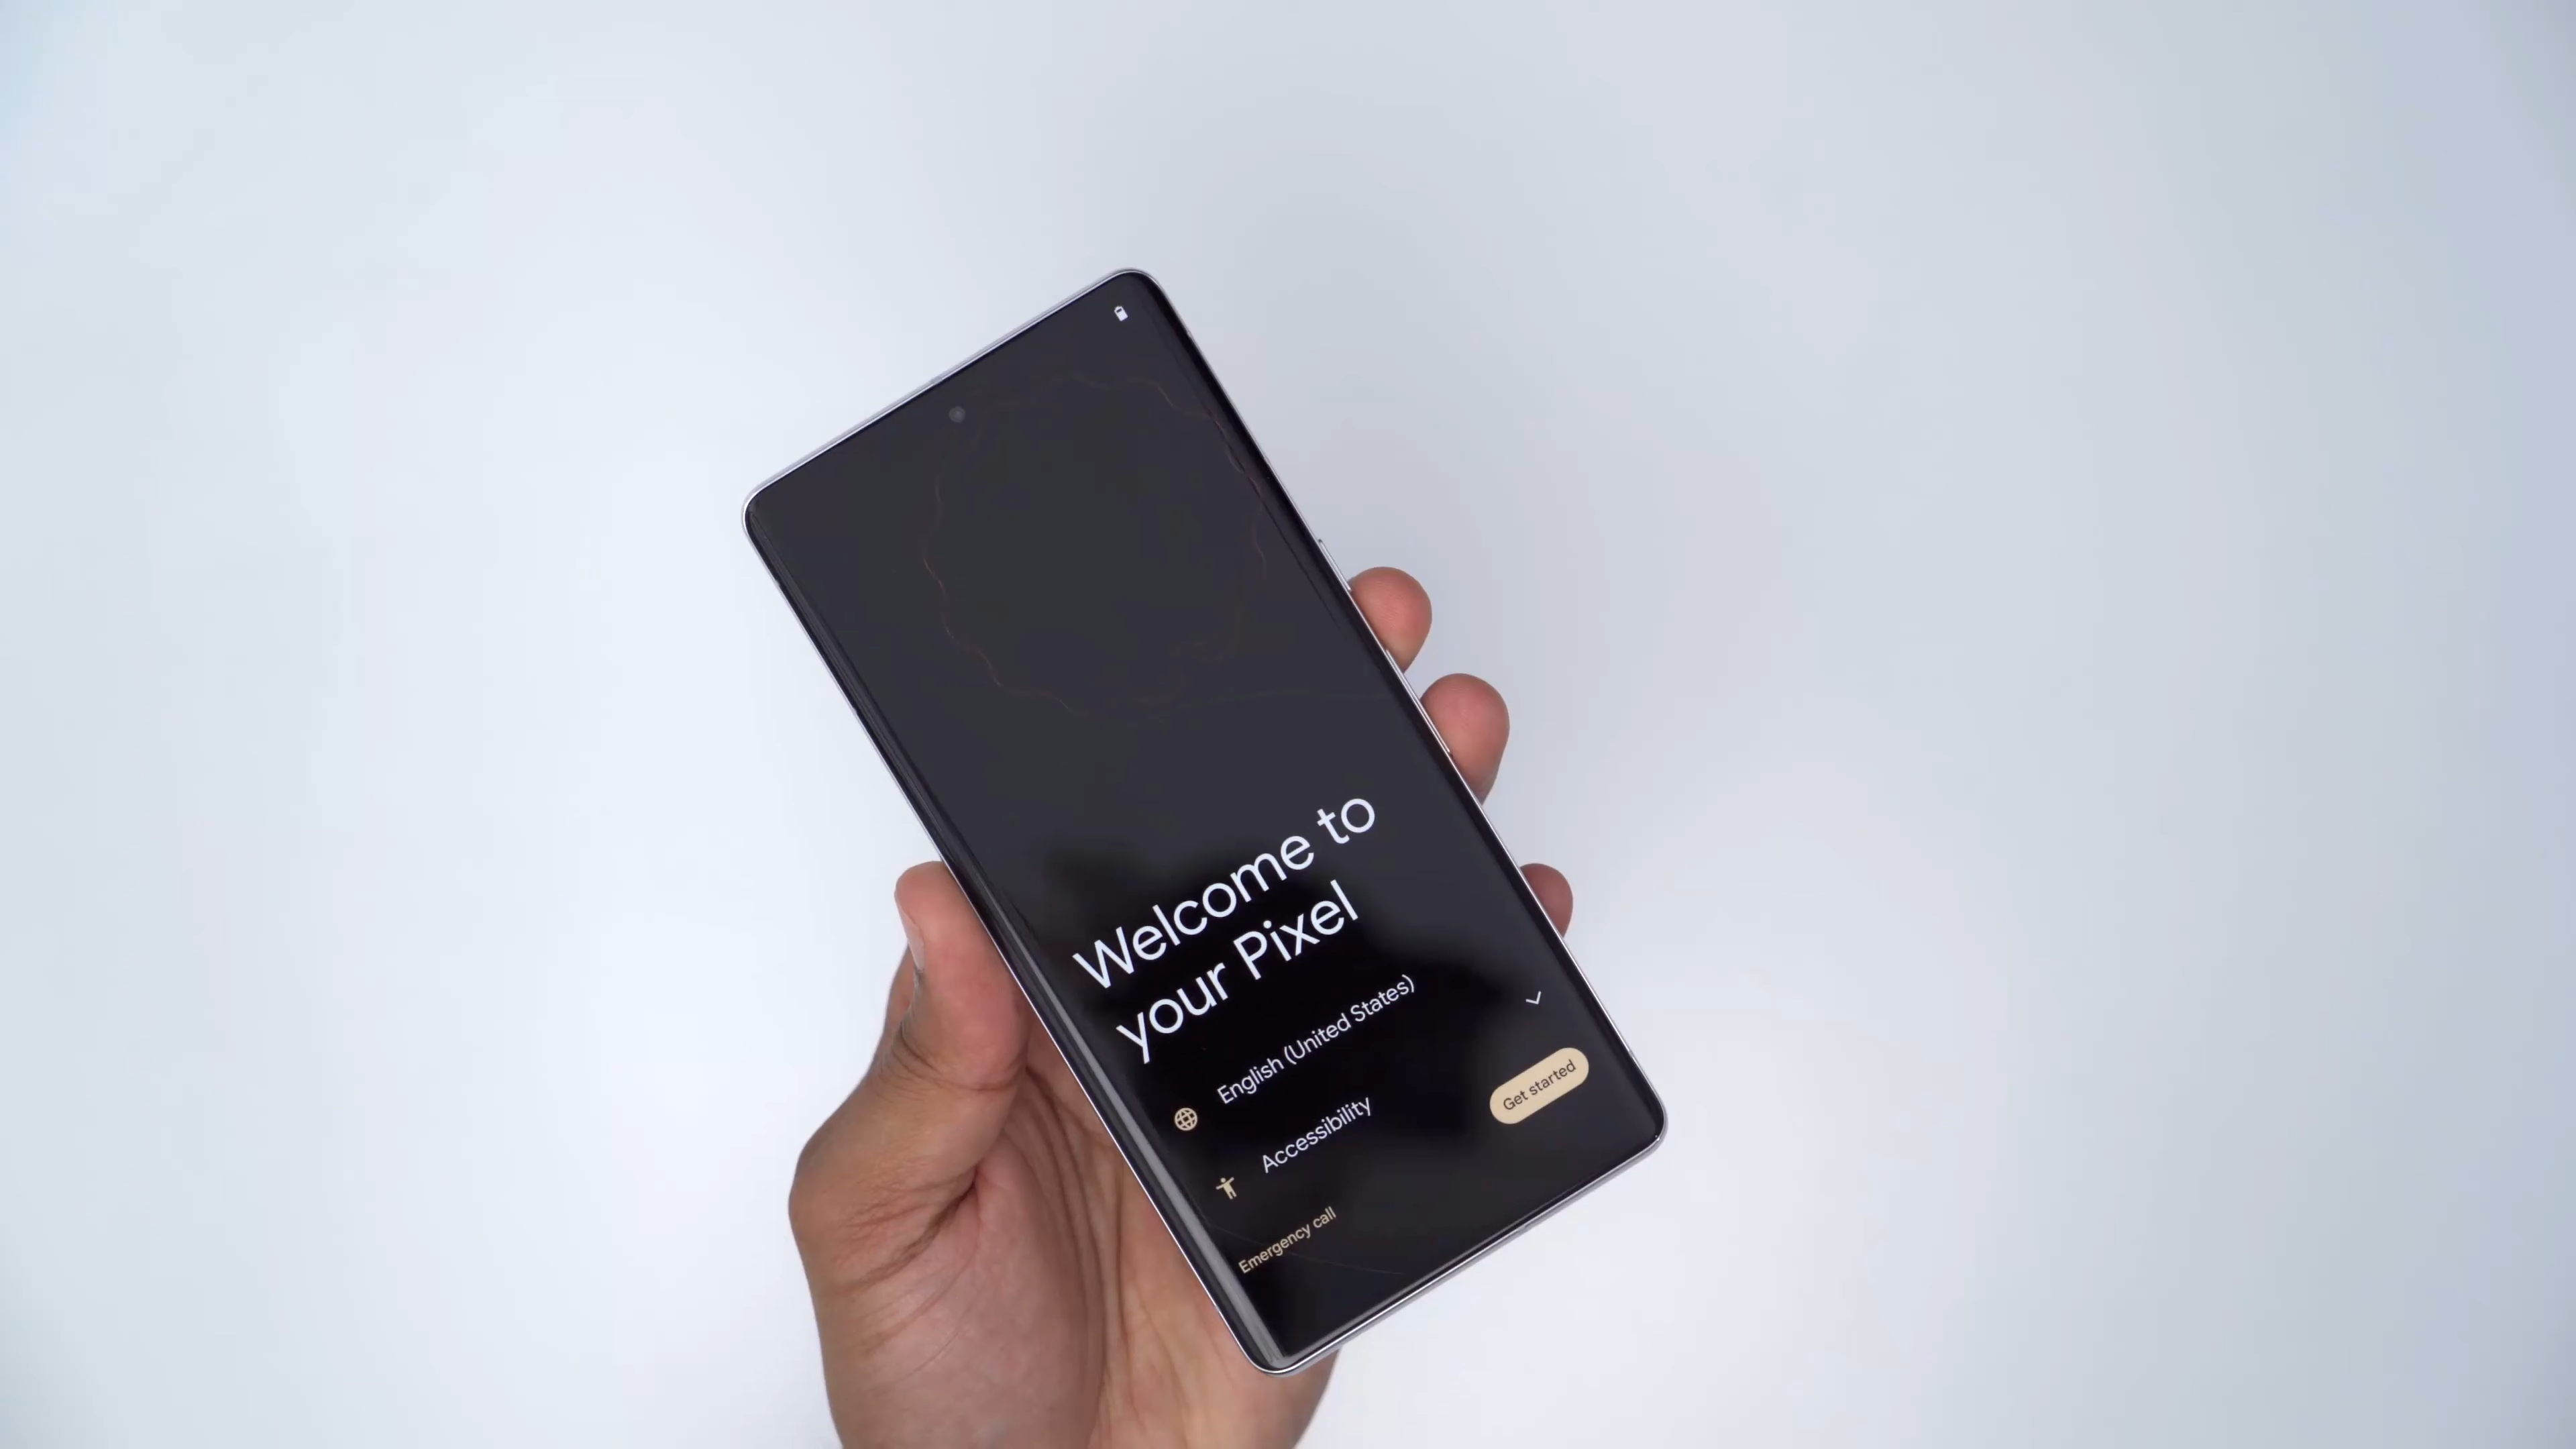 Welcome to
your Pixel
English (United States)
Accessibility
Get started
Emergency call